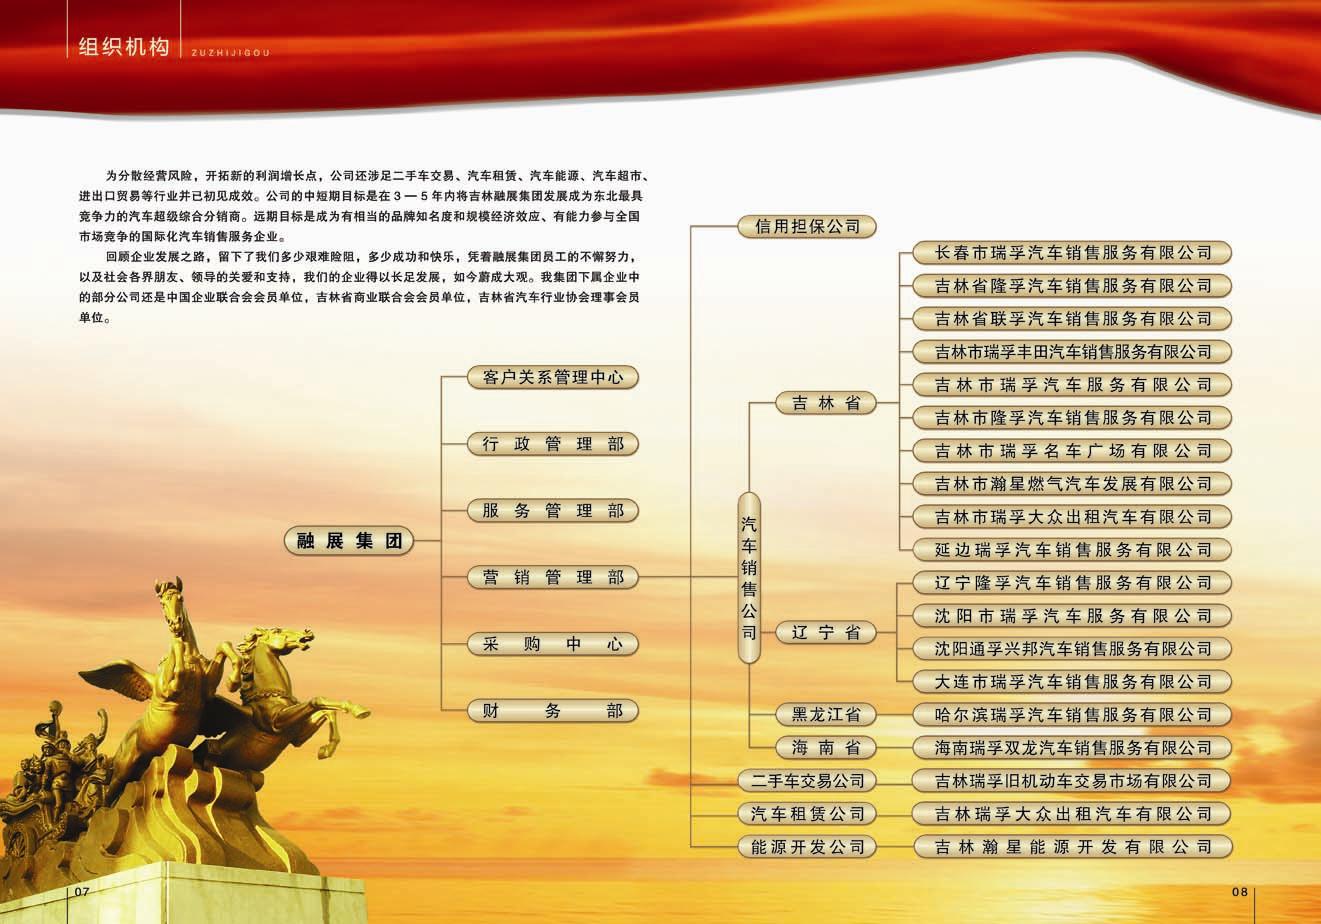 组织机构
ZUZHIJIGOU
为分散经营风险，开拓新的利润增长点，公司还涉足二手车交易、汽车租赁、汽车能源、汽车超市、
进出口贸易等行业并已初见成效。公司的中短期目标是在3—5年内将吉林融展集团发展成为东北最具
竞争力的汽车超级综合分销商。远期目标是成为有相当的品牌知名度和规模经济效应、有能力参与全国
市场竞争的国际化汽车销售服务企业。
回顾企业发展之路，留下了我们多少艰难险阻，多少成功和快乐，凭着融展集团员工的不懈努力，
以及社会各界朋友、领导的关爱和支持，我们的企业得以长足发展，如今蔚成大观。我集团下属企业中
的部分公司还是中国企业联合会会员单位，吉林省商业联合会会员单位，吉林省汽车行业协会理事会员
单位。
融展集团
客户关系管理中心
行政管理部
服务管理部
营销管理部
采购中心
财务部
信用担保公司
汽车销售公司
吉林省
长春市瑞孚汽车销售服务有限公司
吉林省隆孚汽车销售服务有限公司
吉林省联孚汽车销售服务有限公司
吉林市瑞孚丰田汽车销售服务有限公司
吉林市瑞孚汽车服务有限公司
吉林市隆孚汽车销售服务有限公司
吉林市瑞孚名车广场有限公司
吉林市瀚星燃气汽车发展有限公司
吉林市瑞孚大众出租汽车有限公司
延边瑞孚汽车销售服务有限公司
辽宁省
辽宁隆孚汽车销售服务有限公司
沈阳市瑞孚汽车服务有限公司
沈阳通孚兴邦汽车销售服务有限公司
大连市瑞孚汽车销售服务有限公司
黑龙江省
哈尔滨瑞孚汽车销售服务有限公司
海南省
海南瑞孚双龙汽车销售服务有限公司
二手车交易公司
吉林瑞孚旧机动车交易市场有限公司
汽车租赁公司
吉林瑞孚大众出租汽车有限公司
能源开发公司
吉林瀚星能源开发有限公司
07
08